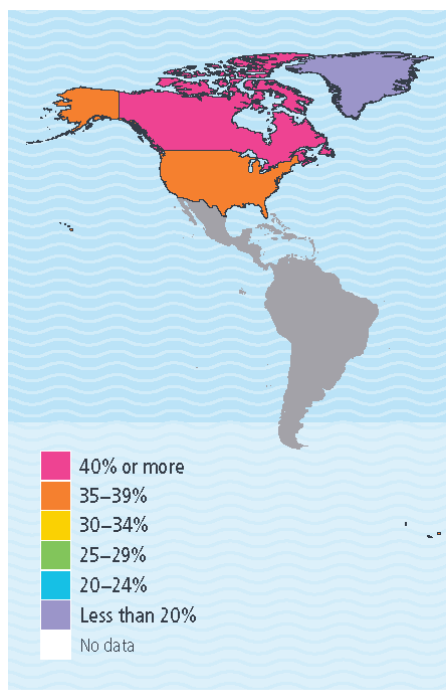 40% or more
35–39%
30–34%
25–29%
20–24%
Less than 20%
No data